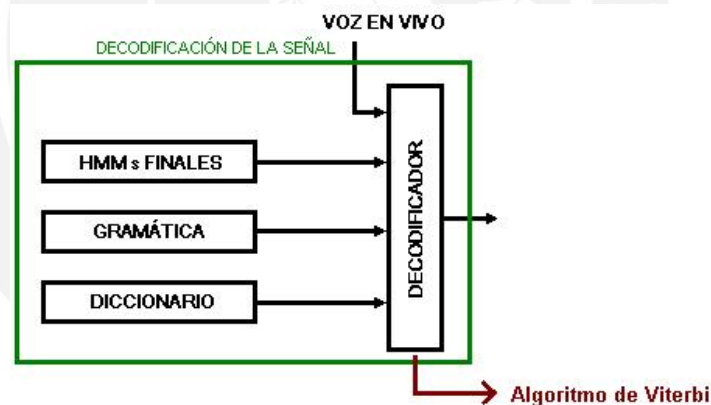 VOZ EN VIVO
DECODIFICACIÓN DE LA SEÑAL
HMMs FINALES
GRAMÁTICA
DICCIONARIO
DECODIFICADOR
Algoritmo de Viterbi